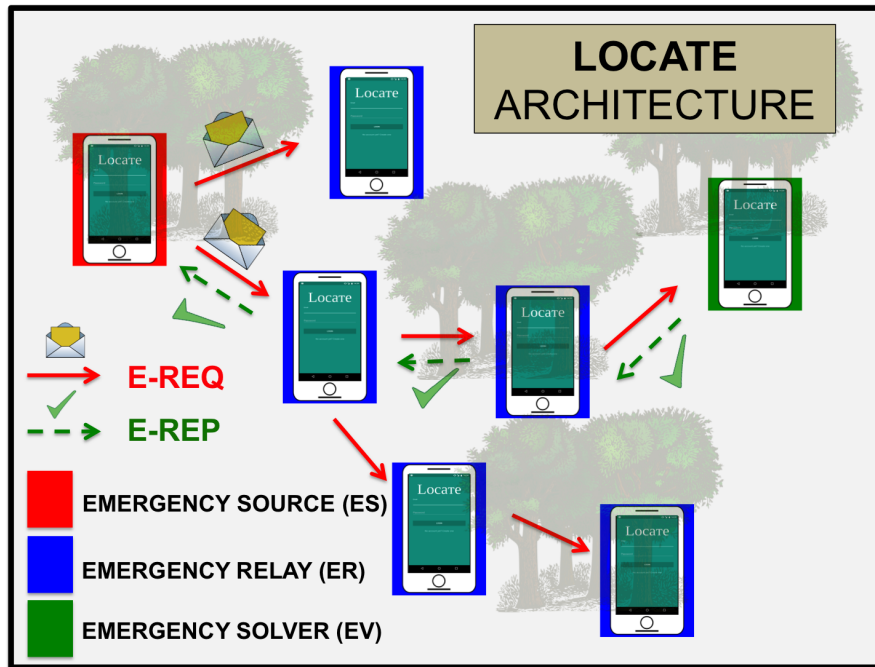 LOCATE
ARCHITECTURE
Locate
Locate
Locate
Locate
Locate
Locate
Locate
E-REQ
E-REP
EMERGENCY SOURCE (ES)
EMERGENCY RELAY (ER)
EMERGENCY SOLVER (EV)